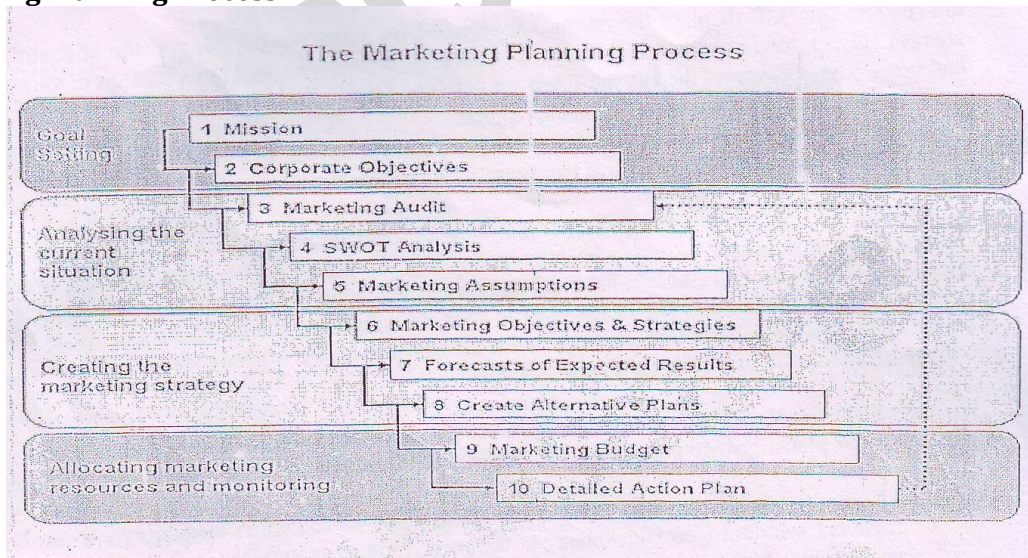 g Planning Process
The Marketing Planning Process
Goal
Setting
1 Mission
2 Corporate Objectives
3 Marketing Audit
Analysing the
current
situation
4 SWOT Analysis
5 Marketing Assumptions
6 Marketing Objectives & Strategies
Creating the
marketing strategy
7 Forecasts of Expected Results
8 Create Alternative Plans
9 Marketing Budget
Allocating marketing
resources and monitoring
10 Detailed Action Plan